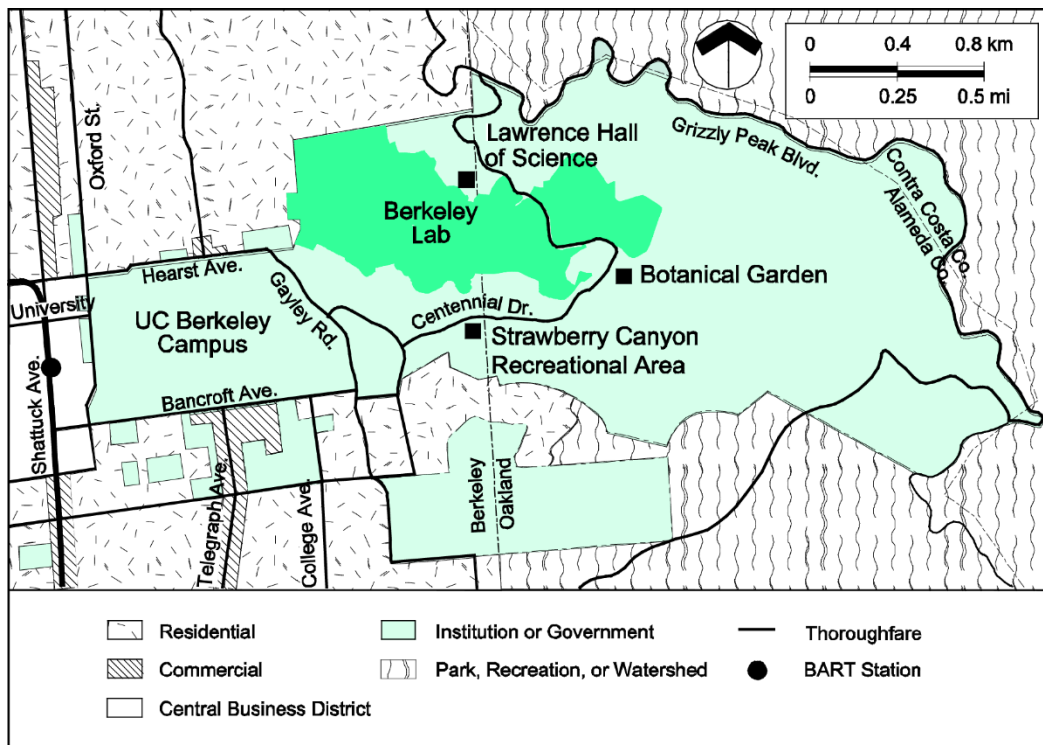 0 0.4 0.8 km
0 0.25 0.5 mi
Oxford St.
Lawrence Hall
of Science
Grizzly Peak Blvd.
Contra Costa Co.
Alameda Co.
Berkeley
Lab
Hearst Ave.
Botanical Garden
University
Gayley Rd.
Centennial Dr.
UC Berkeley
Campus
Strawberry Canyon
Recreational Area
Shattuck Ave.
Bancroft Ave.
Telegraph Ave.
College Ave.
Berkeley
Oakland
Residential
Institution or Government
Thoroughfare
Commercial
Park, Recreation, or Watershed
BART Station
Central Business District